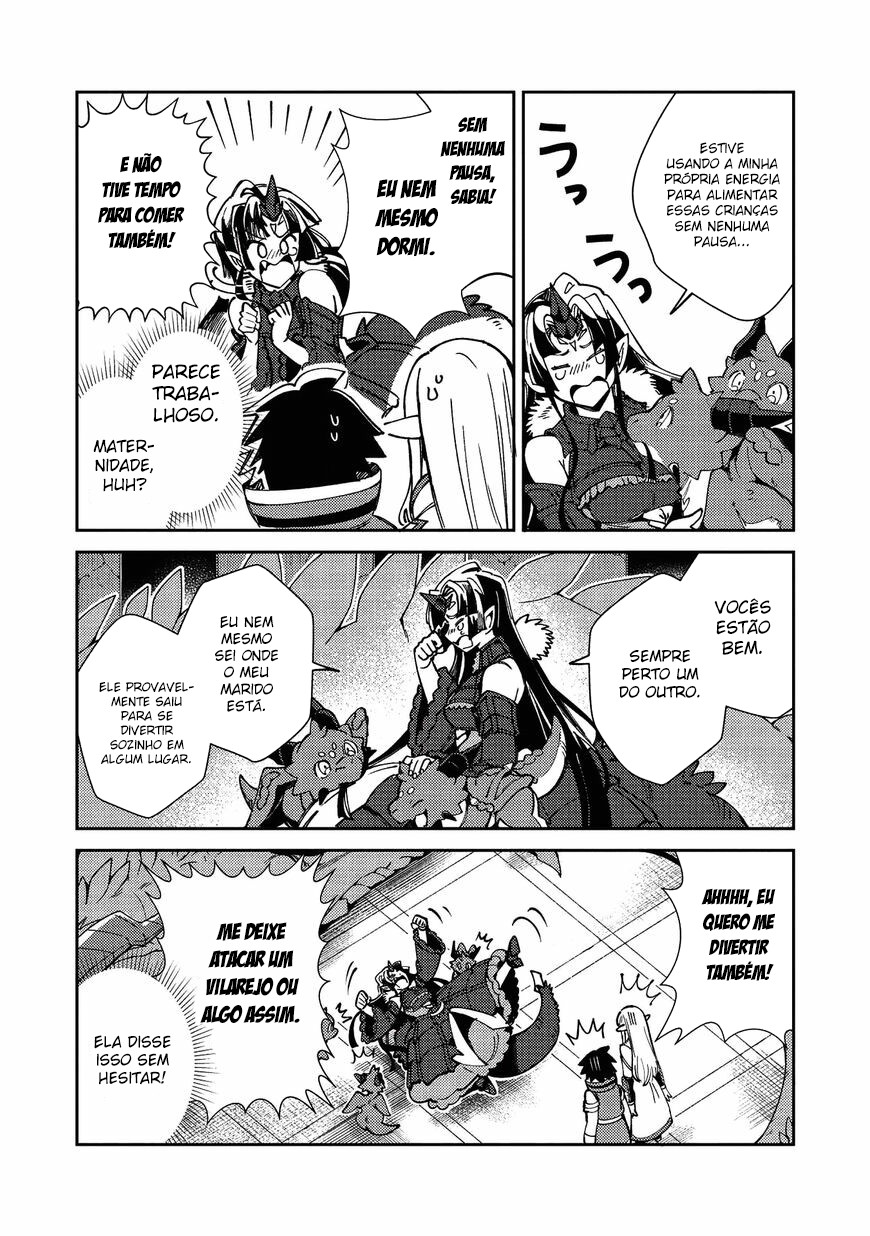 ESTIVE
USANDO A MINHA
PRÓPRIA ENERGIA
PARA ALIMENTAR
ESSAS CRIANÇAS
SEM NENHUMA
PAUSA...
うっ
うっ
SEM
NENHUMA
PAUSA,
SABIA!
EU NEM
MESMO
DORMI.
E NÃO
TIVE TEMPO
PARA COMER
TAMBÉM!
PARECE
TRABA-
LHOSO.
MATER-
NIDADE,
HUH?
VOCÊS
ESTÃO
BEM.
SEMPRE
PERTO UM
DO OUTRO.
EU NEM
MESMO
SEI ONDE
O MEU
MARIDO
ESTÁ.
ELE PROVAVEL-
MENTE SAIU
PARA SE
DIVERTIR
SOZINHO EM
ALGUM LUGAR.
AHHHH, EU
QUERO ME
DIVERTIR
TAMBÉM!
ME DEIXE
ATACAR UM
VILAREJO OU
ALGO ASSIM.
ELA DISSE
ISSO SEM
HESITAR!